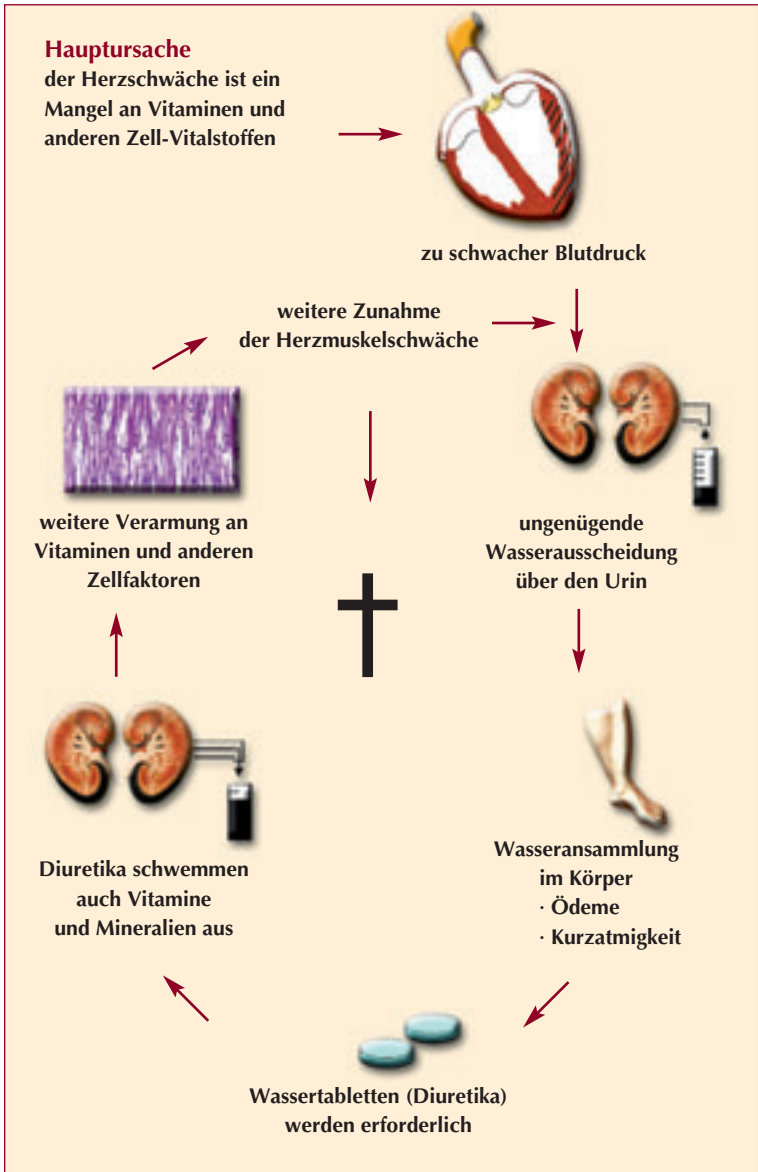 Hauptursache
der Herzschwäche ist ein
Mangel an Vitaminen und
anderen Zell-Vitalstoffen
zu schwacher Blutdruck
weitere Zunahme
der Herzmuskelschwäche
ungenügende
Wasserausscheidung
über den Urin
weitere Verarmung an
Vitaminen und anderen
Zellfaktoren
Wasseransammlung
im Körper
· Ödeme
· Kurzatmigkeit
Diuretika schwemmen
auch Vitamine
und Mineralien aus
Wassertabletten (Diuretika)
werden erforderlich